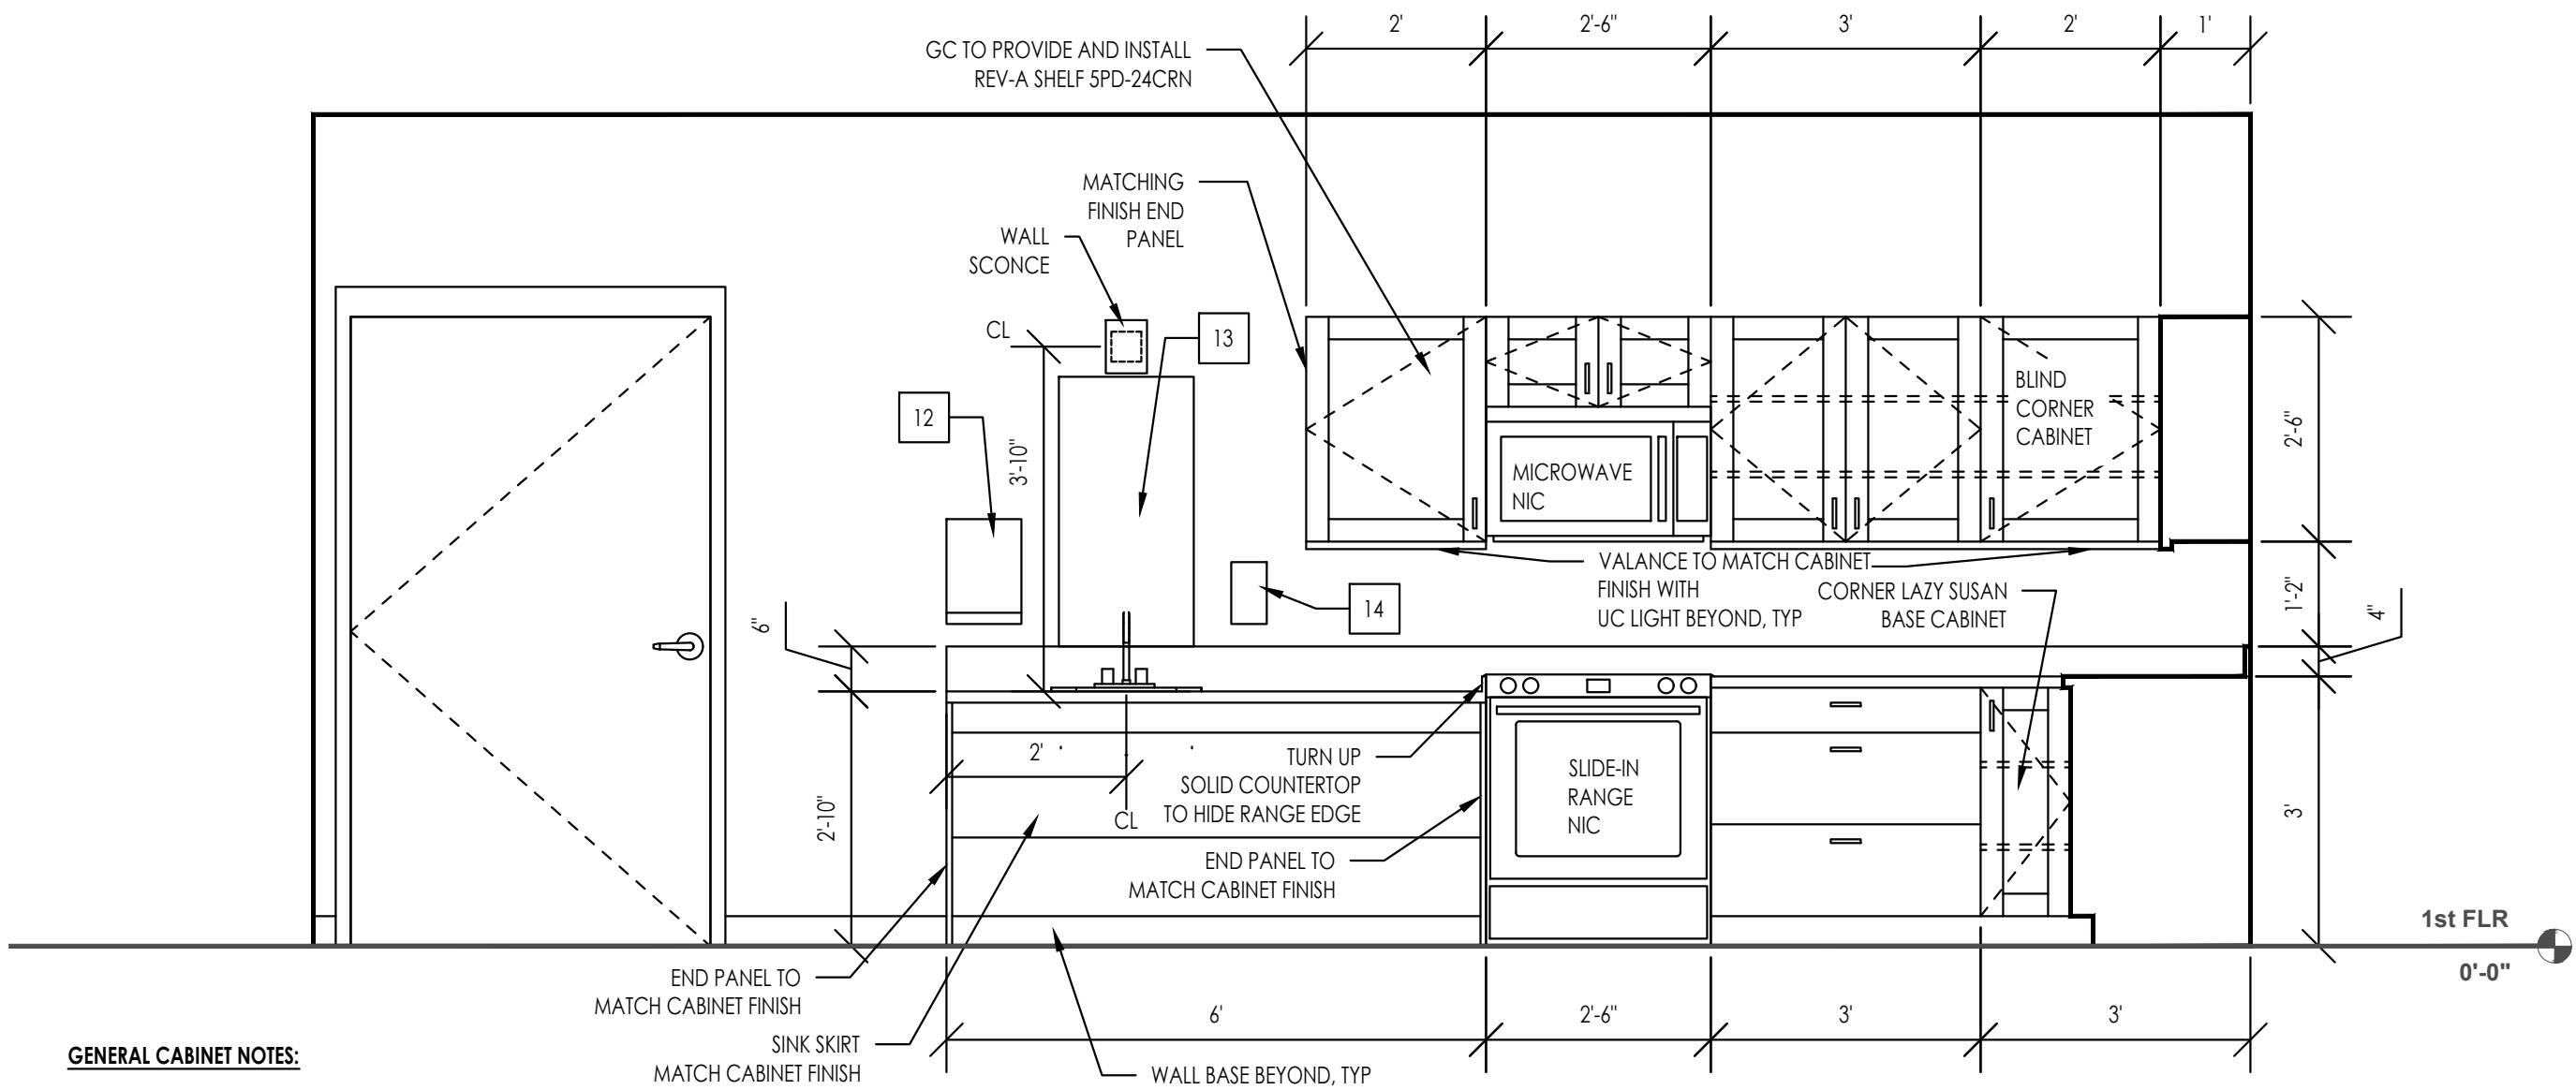 2'
2'-6"
3'
2'
1'
GC TO PROVIDE AND INSTALL
REV-A SHELF 5PD-24CRN
MATCHING
FINISH END
PANEL
WALL
SCONCE
CL
13
12
3'-10"
BLIND
CORNER
CABINET
2'-6"
MICROWAVE
NIC
VALANCE TO MATCH CABINET
FINISH WITH
UC LIGHT BEYOND, TYP
CORNER LAZY SUSAN
BASE CABINET
14
1'-2"
4"
6"
2'
CL
TURN UP
SOLID COUNTERTOP
TO HIDE RANGE EDGE
SLIDE-IN
RANGE
NIC
2'-10"
3'
END PANEL TO
MATCH CABINET FINISH
1st FLR
0'-0"
END PANEL TO
MATCH CABINET FINISH
6'
2'-6"
3'
3'
SINK SKIRT
MATCH CABINET FINISH
WALL BASE BEYOND, TYP
GENERAL CABINET NOTES: